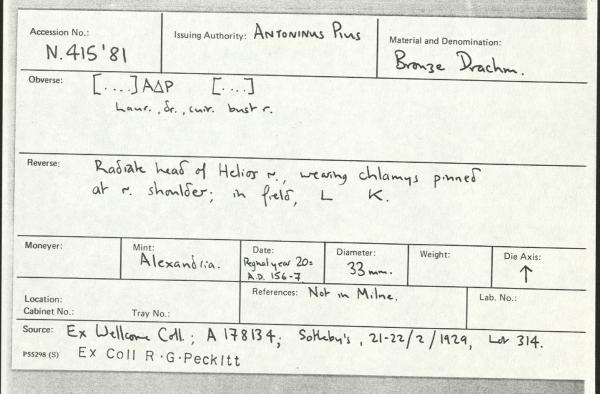 Accession No.: N.415'81
Issuing Authority: Antoninus Pius
Material and Denomination: Bronze Drachm.
Obverse: [....]ΑΔΡ [....]
Laur., dr., cuir. bust r.
Reverse: Radiate head of Helios r., wearing chlamys pinned
at r. shoulder; in field, L K.
Moneyer:
Mint: Alexandria.
Date: Regnal year 20=
A.D. 156-7
Diameter: 33 mm.
Weight:
Die Axis: ↑
Location:
Cabinet No.: Tray No.:
References: Not in Milne.
Lab. No.:
Source: Ex Wellcome Coll; A 178134; Sotheby's, 21-22/2/1929, Lot 314.
P55298 (S) Ex Coll R.G.Peckitt